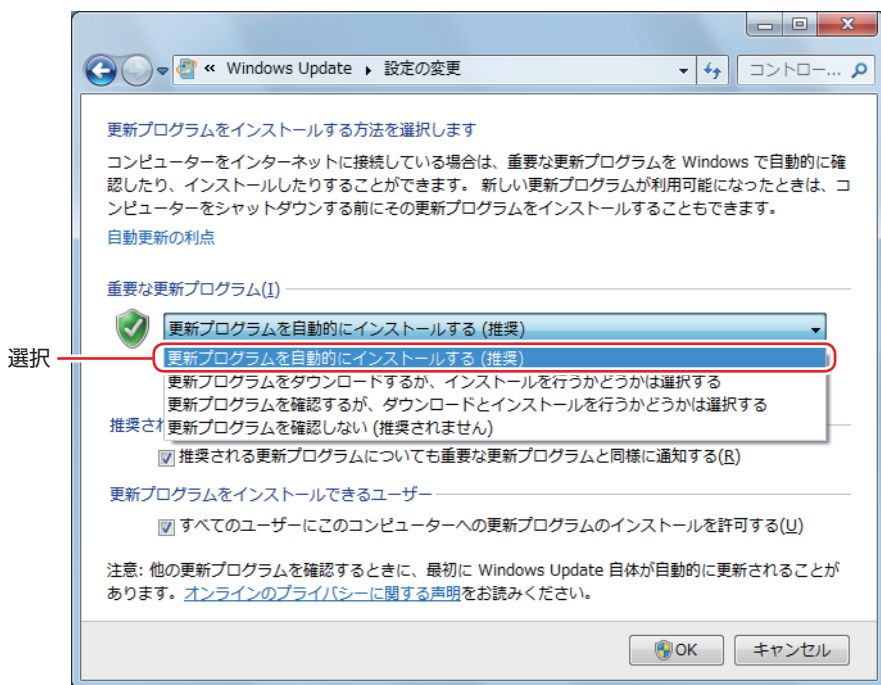 « Windows Update ▸ 設定の変更
コントロー...
更新プログラムをインストールする方法を選択します
コンピューターをインターネットに接続している場合は、重要な更新プログラムを Windows で自動的に確
認したり、インストールしたりすることができます。 新しい更新プログラムが利用可能になったときは、コ
ンピューターをシャットダウンする前にその更新プログラムをインストールすることもできます。
自動更新の利点
重要な更新プログラム(I)
更新プログラムを自動的にインストールする (推奨)
選択
更新プログラムを自動的にインストールする (推奨)
更新プログラムをダウンロードするが、インストールを行うかどうかは選択する
更新プログラムを確認するが、ダウンロードとインストールを行うかどうかは選択する
推奨され
更新プログラムを確認しない (推奨されません)
推奨される更新プログラムについても重要な更新プログラムと同様に通知する(R)
更新プログラムをインストールできるユーザー
すべてのユーザーにこのコンピューターへの更新プログラムのインストールを許可する(U)
注意: 他の更新プログラムを確認するときに、最初に Windows Update 自体が自動的に更新されることが
あります。オンラインのプライバシーに関する声明をお読みください。
OK
キャンセル